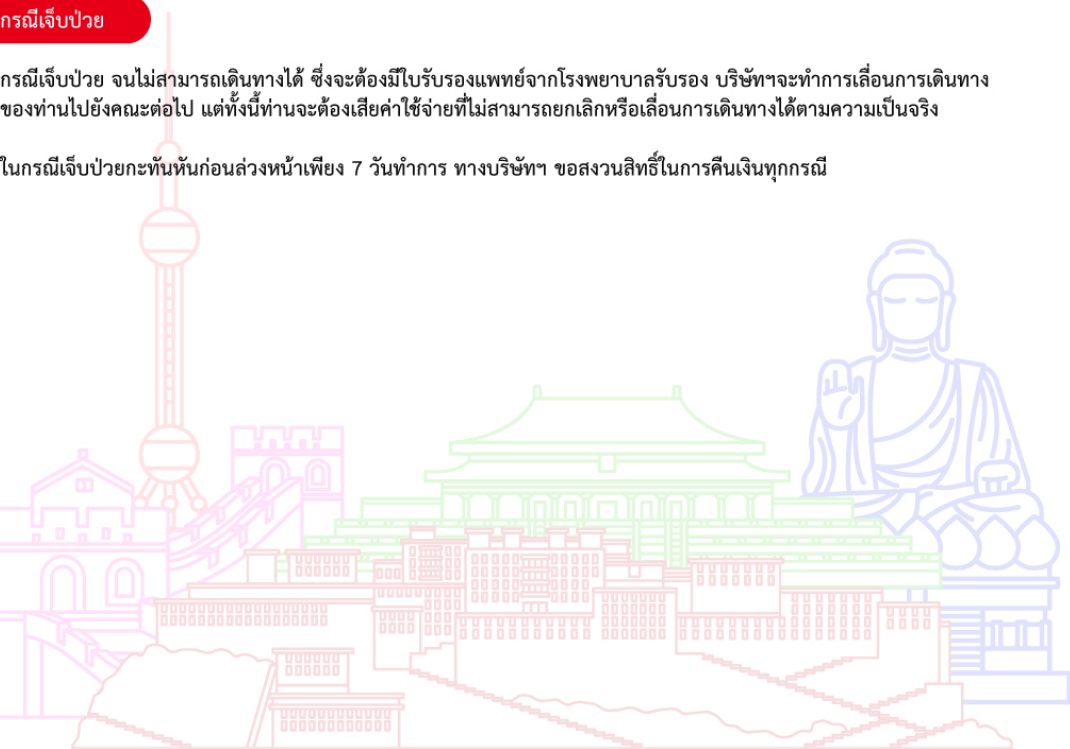 กรณีเจ็บป่วย
กรณีเจ็บป่วย จนไม่สามารถเดินทางได้ ซึ่งจะต้องมีใบรับรองแพทย์จากโรงพยาบาลรับรอง บริษัทฯจะทำการเลื่อนการเดินทาง
ของท่านไปยังคณะต่อไป แต่ทั้งนี้ท่านจะต้องเสียค่าใช้จ่ายที่ไม่สามารถยกเลิกหรือเลื่อนการเดินทางได้ตามความเป็นจริง
ในกรณีเจ็บป่วยกะทันหันก่อนล่วงหน้าเพียง 7 วันทำการ ทางบริษัทฯ ขอสงวนสิทธิ์ในการคืนเงินทุกกรณี